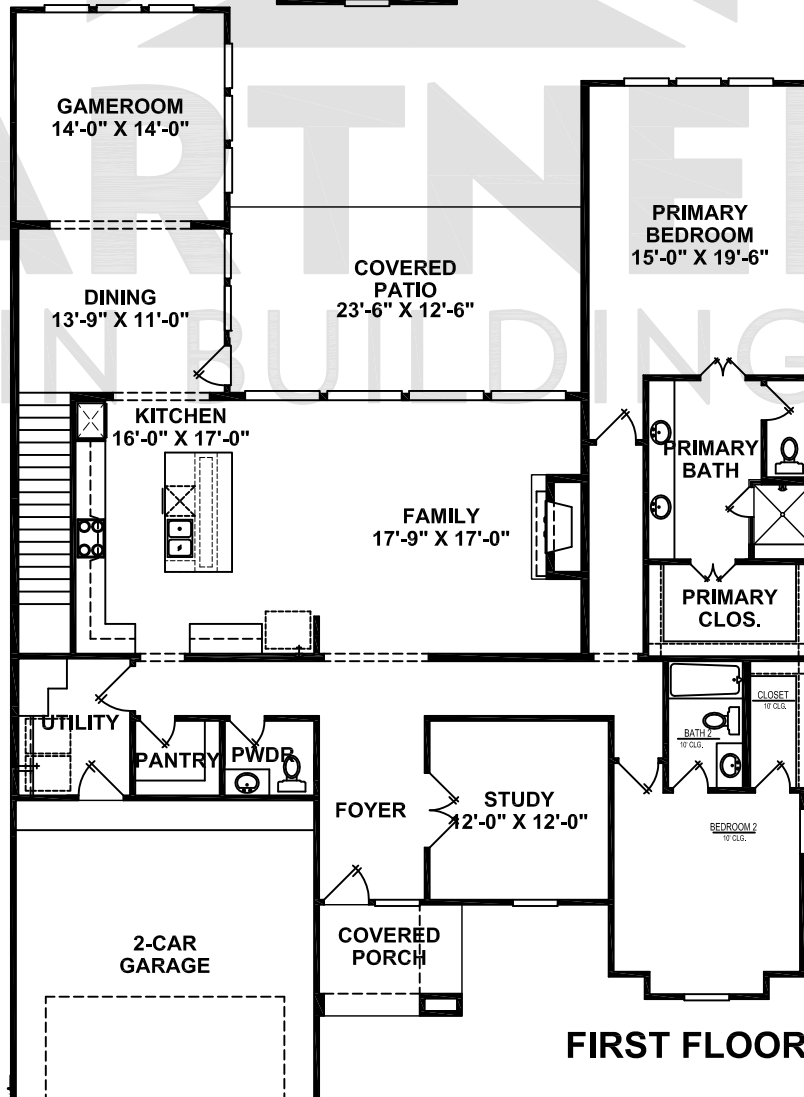 GAMEROOM
14'-0" X 14'-0"
PRIMARY
BEDROOM
15'-0" X 19'-6"
COVERED
PATIO
23'-6" X 12'-6"
DINING
13'-9" X 11'-0"
KITCHEN
16'-0" X 17'-0"
PRIMARY
BATH
FAMILY
17'-9" X 17'-0"
PRIMARY
CLOS.
CLOSET
10' CLG.
UTILITY
BATH 2
10' CLG.
PANTRY
PWDR
FOYER
STUDY
12'-0" X 12'-0"
BEDROOM 2
10' CLG.
2-CAR
GARAGE
COVERED
PORCH
FIRST FLOOR
ARTNE
IN BUILDING